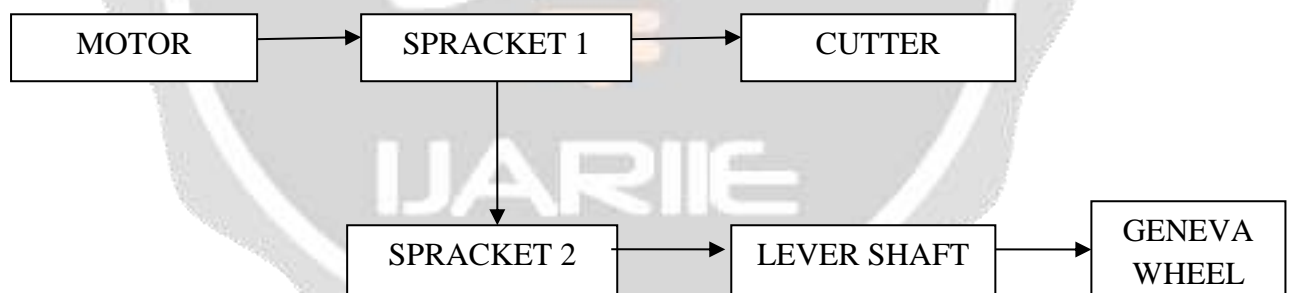 MOTOR
SPRACKET 1
CUTTER
IJARIIE
SPRACKET 2
LEVER SHAFT
GENEVA
WHEEL